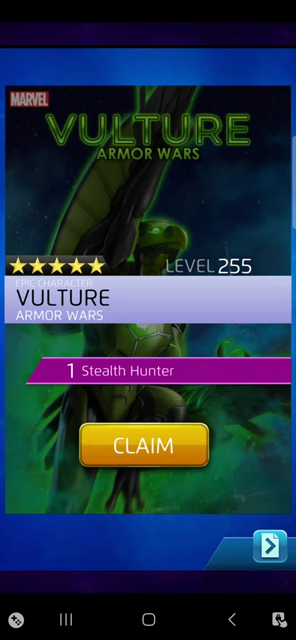 MARVEL
VULTURE
ARMOR WARS
LEVEL 255
EPIC CHARACTER
VULTURE
ARMOR WARS
1 Stealth Hunter
CLAIM